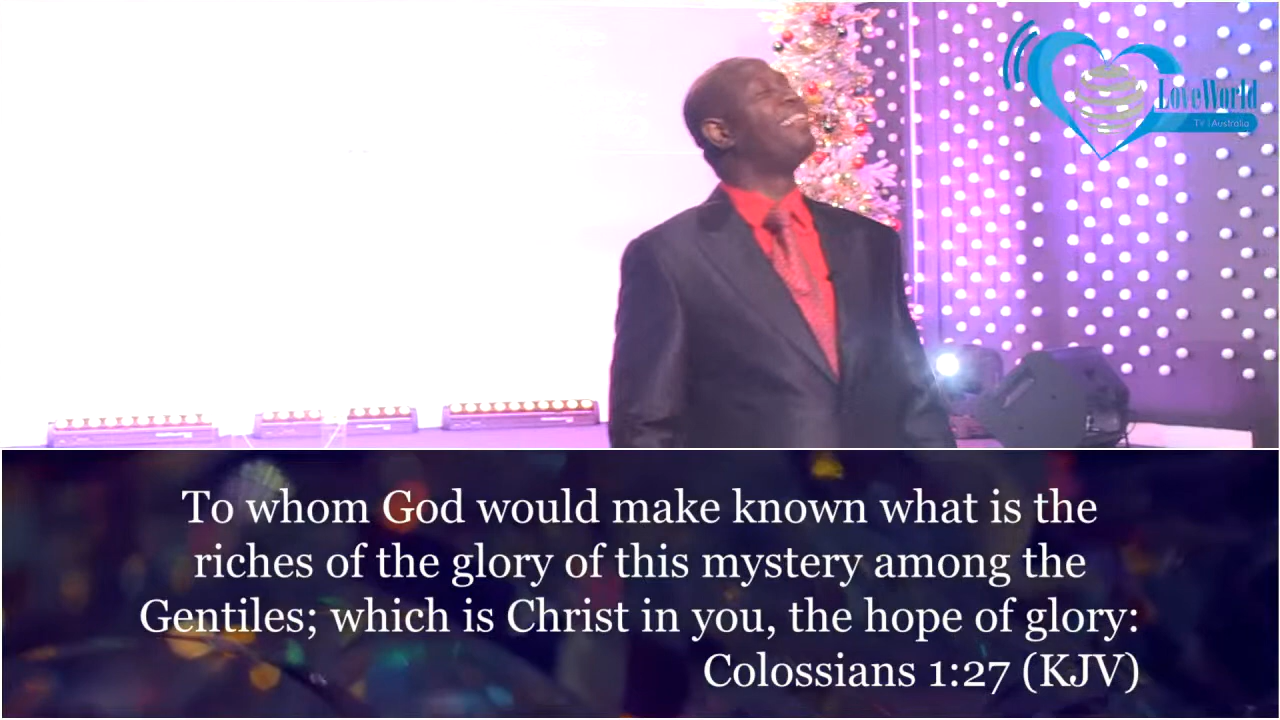 LoveWorld
TV | Australia
To whom God would make known what is the
riches of the glory of this mystery among the
Gentiles; which is Christ in you, the hope of glory:
Colossians 1:27 (KJV)